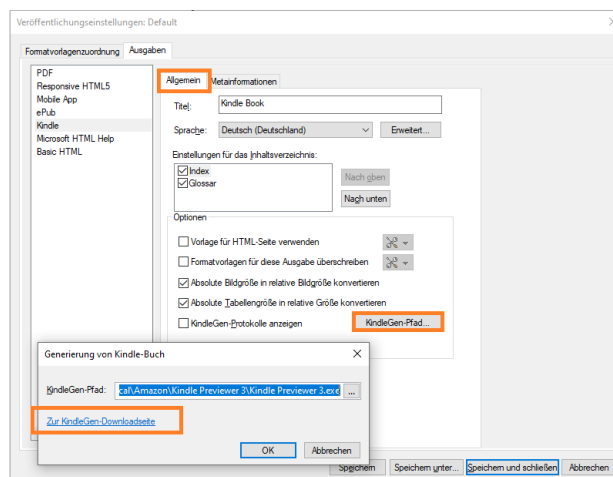 Veröffentlichungseinstellungen: Default
Formatvorlagenzuordnung Ausgaben
PDF
Responsive HTML5
Mobile App
ePub
Kindle
Microsoft HTML Help
Basic HTML
Allgemein Metainformationen
Titel: Kindle Book
Sprache: Deutsch (Deutschland) Erweitert...
Einstellungen für das Inhaltsverzeichnis:
Index
Glossar
Nach oben
Nach unten
Optionen
Vorlage für HTML-Seite verwenden
Formatvorlagen für diese Ausgabe überschreiben
Absolute Bildgröße in relative Bildgröße konvertieren
Absolute Tabellengröße in relative Größe konvertieren
KindleGen-Protokolle anzeigen KindleGen-Pfad...
Generierung von Kindle-Buch
KindleGen-Pfad: cal\Amazon\Kindle Previewer 3\Kindle Previewer 3.exe ...
Zur KindleGen-Downloadseite
OK Abbrechen
Speichern Speichern unter... Speichern und schließen Abbrechen